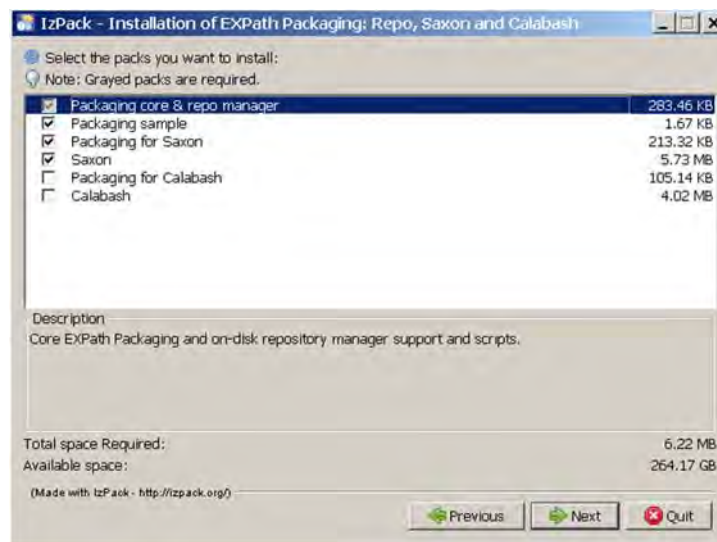 IzPack - Installation of EXPath Packaging: Repo, Saxon and Calabash
Select the packs you want to install:
Note: Grayed packs are required.
Packaging core & repo manager 283.46 KB
Packaging sample 1.67 KB
Packaging for Saxon 213.32 KB
Saxon 5.73 MB
Packaging for Calabash 105.14 KB
Calabash 4.02 MB
Description
Core EXPath Packaging and on-disk repository manager support and scripts.
Total space Required: 6.22 MB
Available space: 264.17 GB
(Made with IzPack - http://izpack.org/)
Previous Next Quit